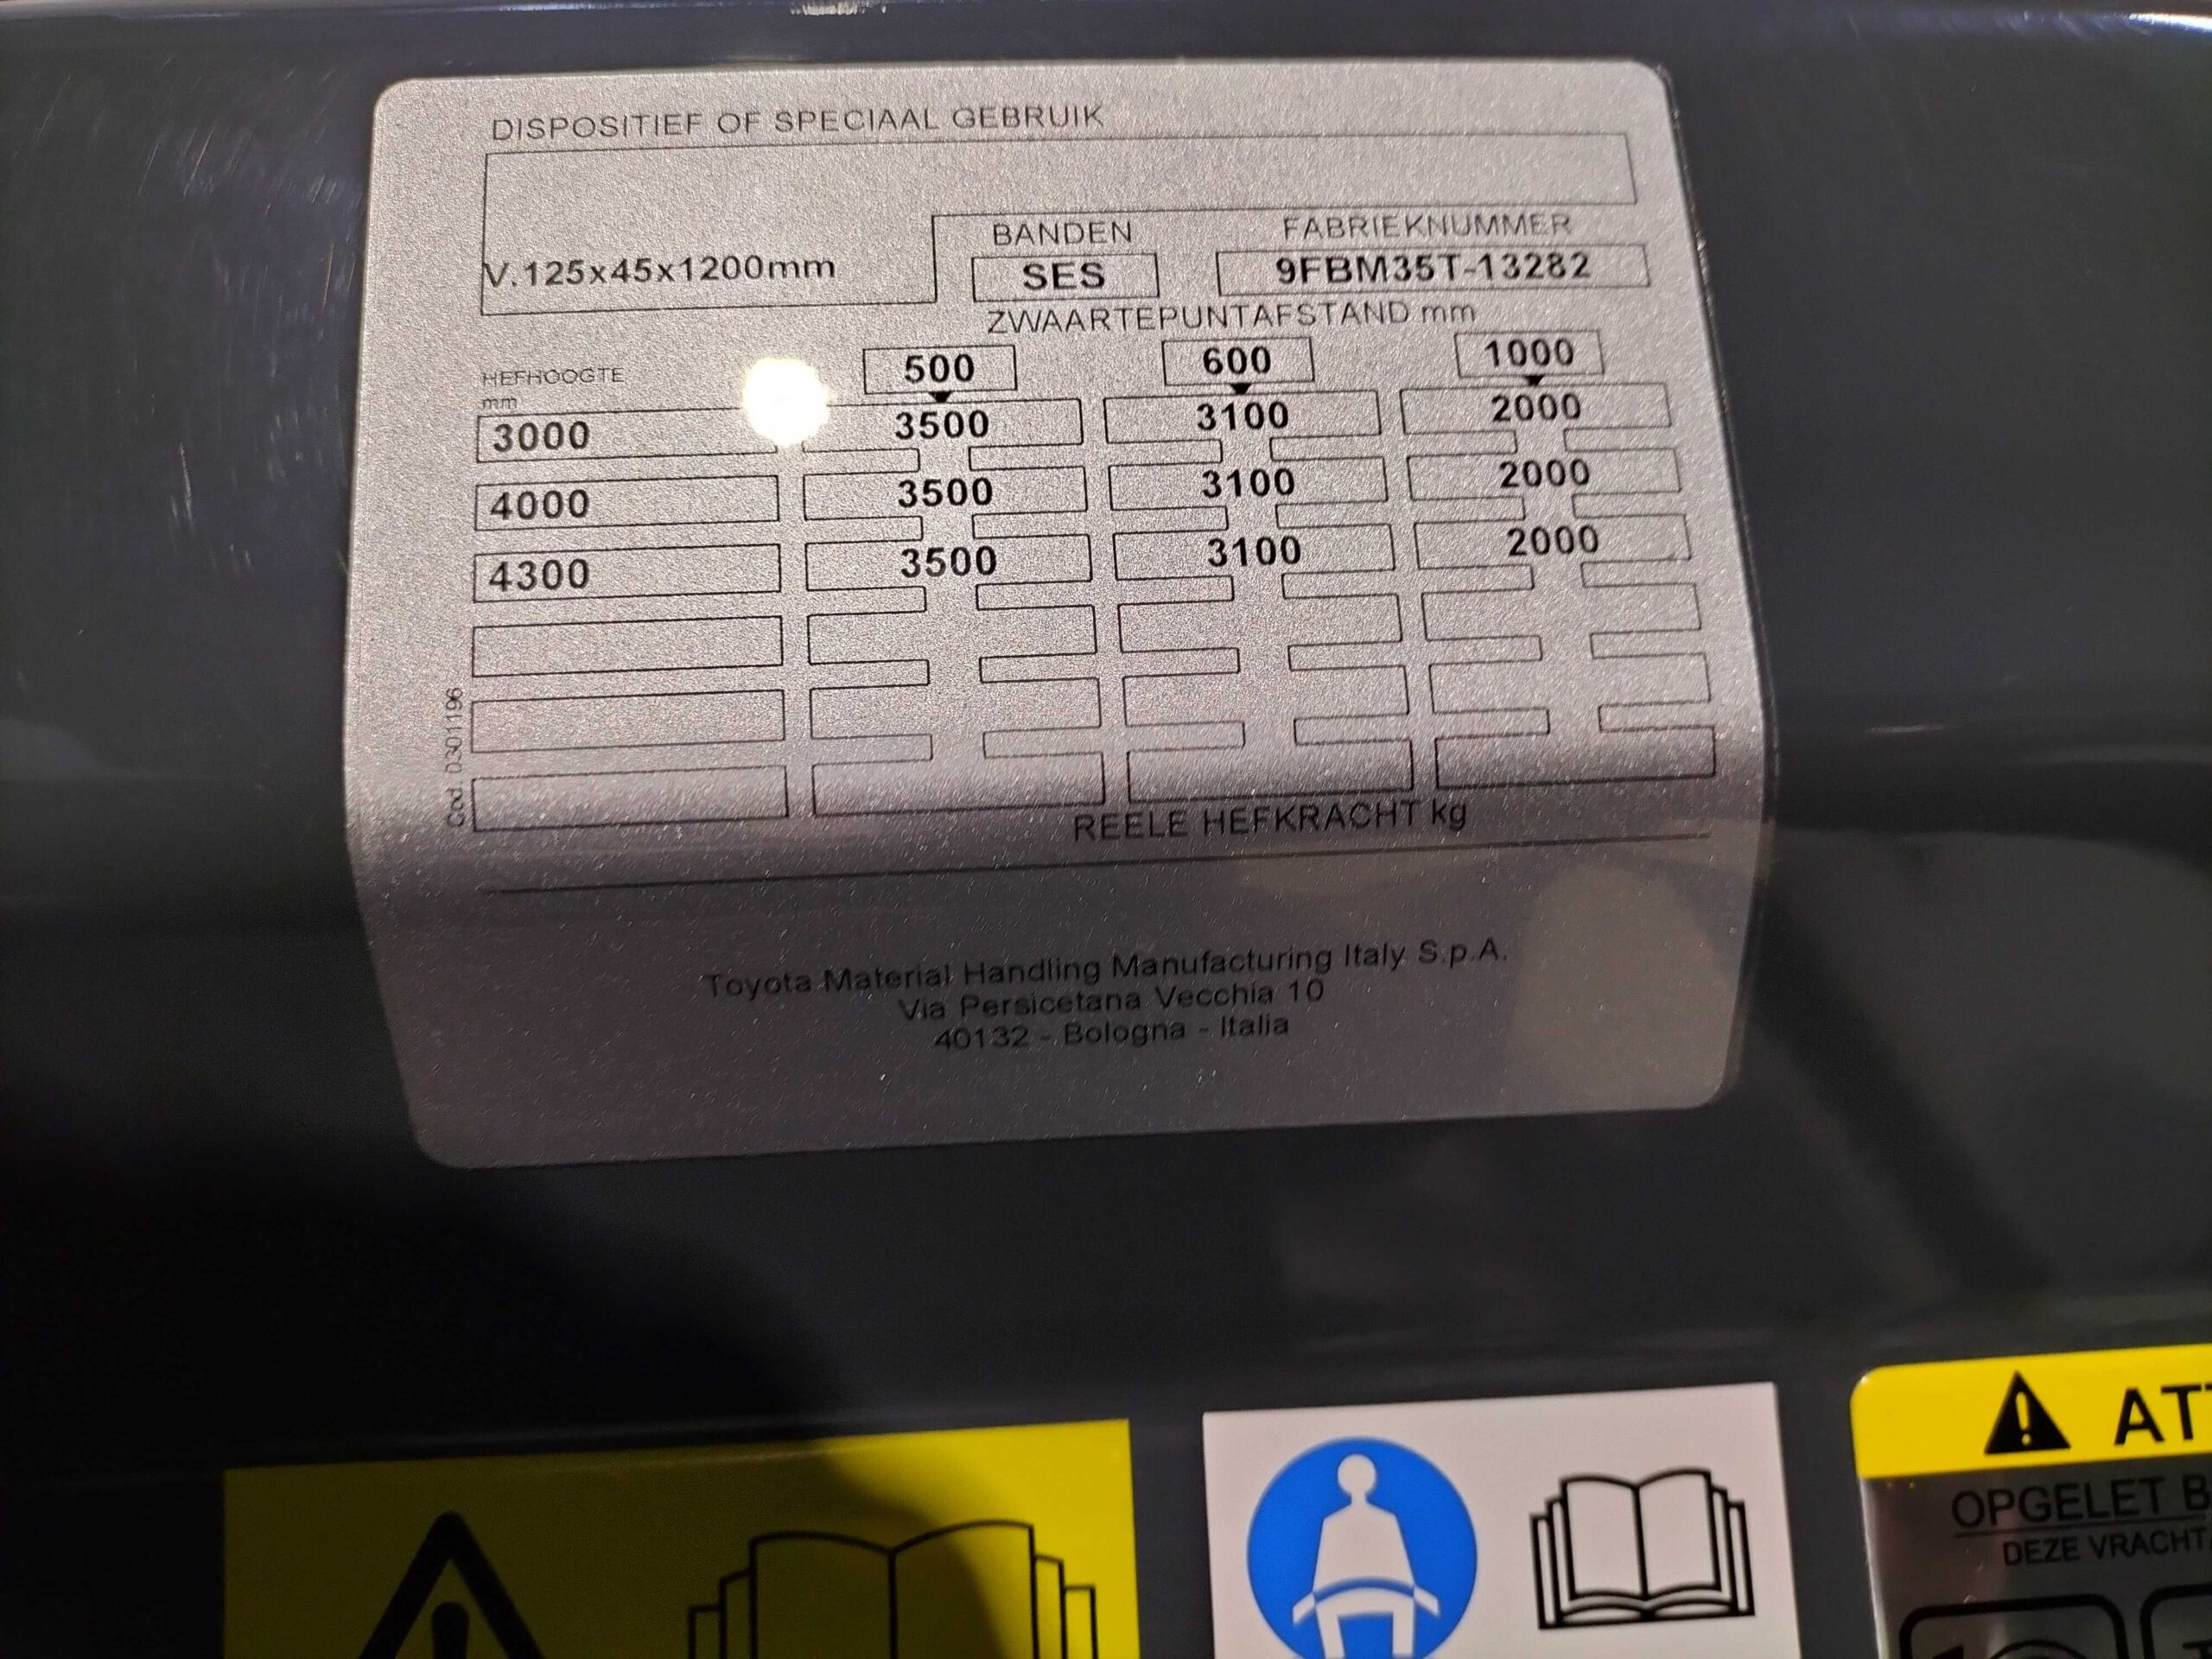 DISPOSITIEF OF SPECIAAL GEBRUIK
V.125x45x1200mm
BANDEN
SES
FABRIEKNUMMER
9FBM35T-13282
ZWAARTEPUNTAFSTAND mm
HEFHOOGTE
mm
500 600 1000
3000 3500 3100 2000
4000 3500 3100 2000
4300 3500 3100 2000
REELE HEFKRACHT kg
Cod. 0301196
Toyota Material Handling Manufacturing Italy S.p.A.
Via Persicetana Vecchia 10
40132 - Bologna - Italia
OPGELET
DEZE